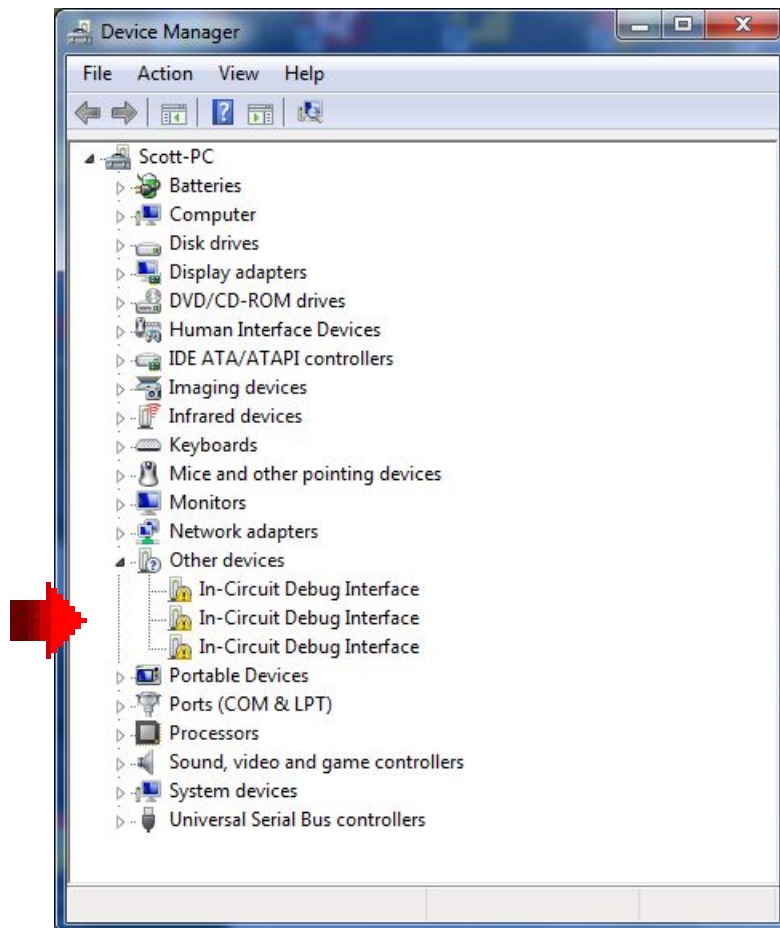 Device Manager
File Action View Help
Scott-PC
Batteries
Computer
Disk drives
Display adapters
DVD/CD-ROM drives
Human Interface Devices
IDE ATA/ATAPI controllers
Imaging devices
Infrared devices
Keyboards
Mice and other pointing devices
Monitors
Network adapters
Other devices
In-Circuit Debug Interface
In-Circuit Debug Interface
In-Circuit Debug Interface
Portable Devices
Ports (COM & LPT)
Processors
Sound, video and game controllers
System devices
Universal Serial Bus controllers